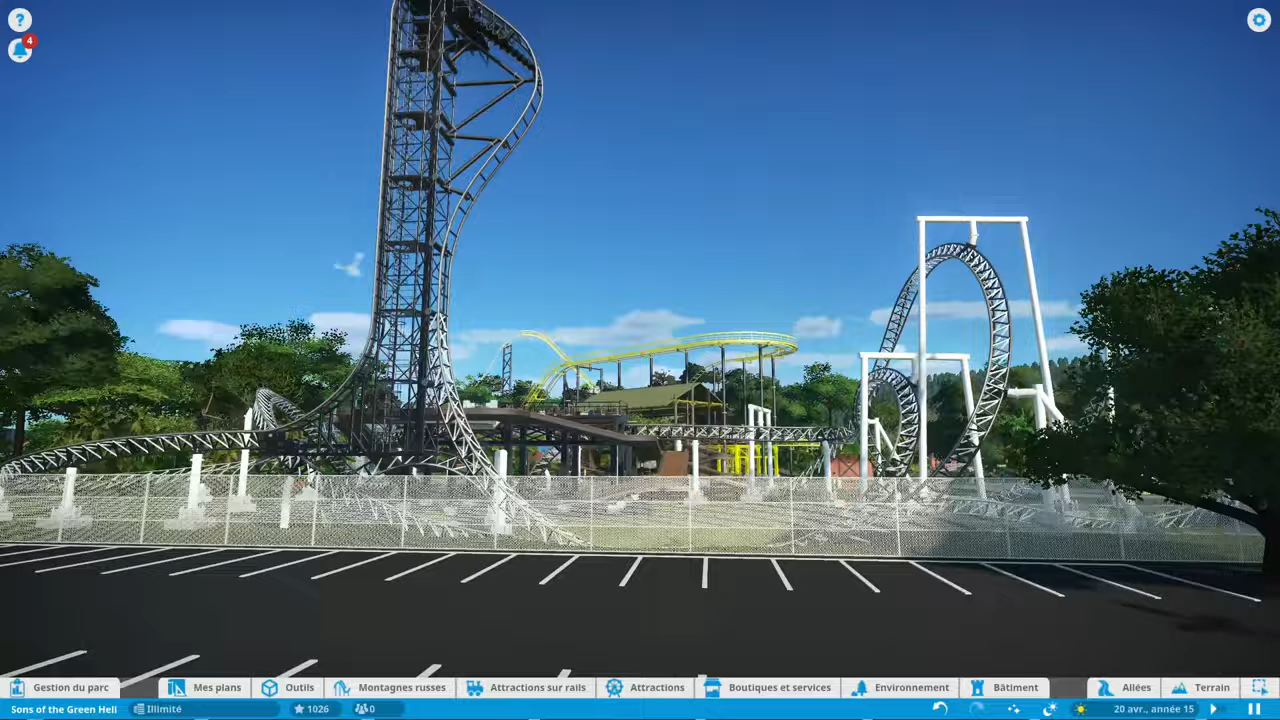 ?
4
Gestion du parc
Mes plans
Outils
Montagnes russes
Attractions sur rails
Attractions
Boutiques et services
Environnement
Bâtiment
Allées
Terrain
Sons of the Green Hell
Illimité
1026
0
20 avr., année 15